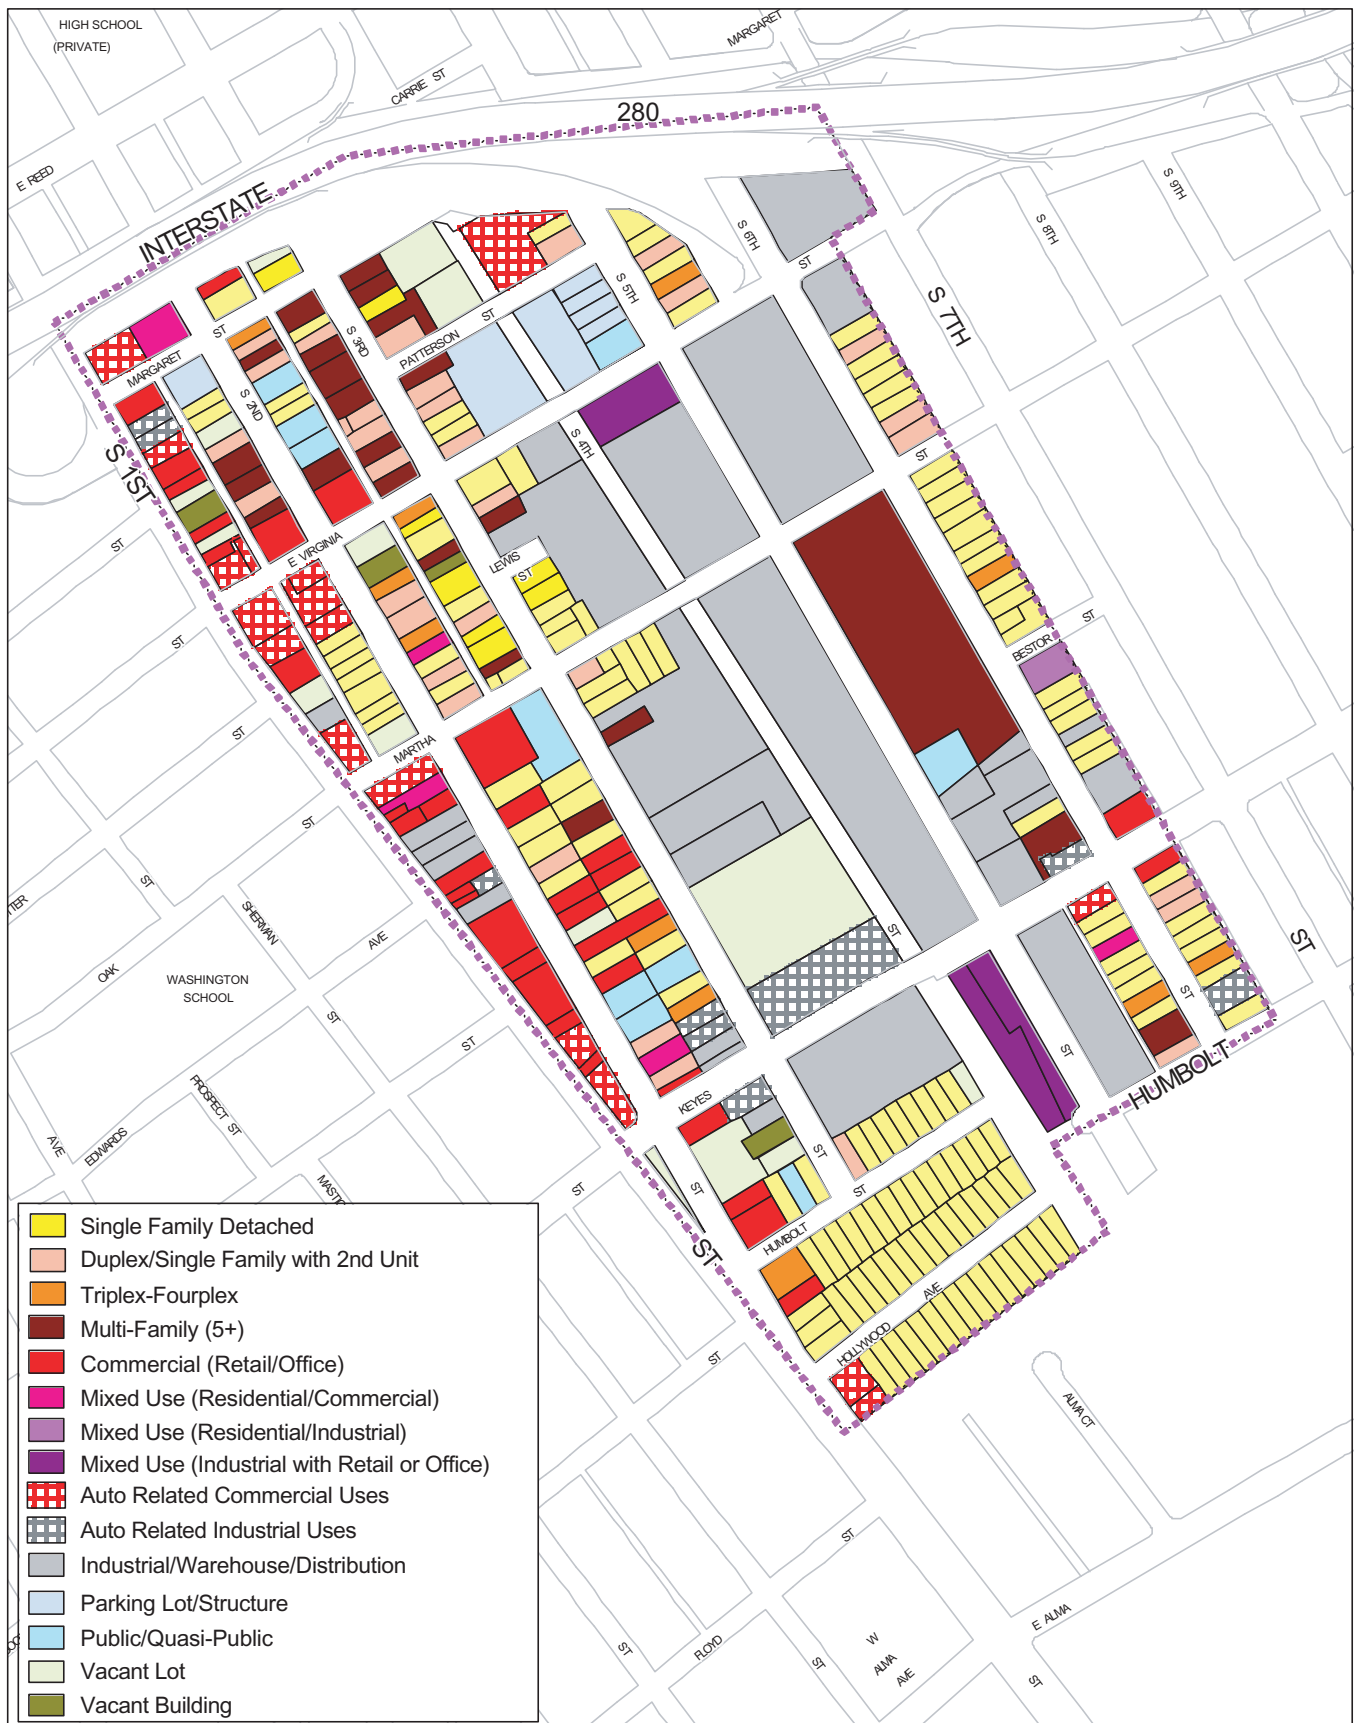 HIGH SCHOOL
(PRIVATE)
MARGARET
CARRIE ST
280
E REED
S 9TH
INTERSTATE
S 8TH
S 6TH
ST
S 5TH
S 7TH
ST
ST
S 3RD
PATTERSON
MARGARET
S 2ND
S 4TH
S 1ST
ST
ST
E VIRGINIA
LEWIS
ST
ST
ST
BESTOR
ST
MARTHA
ST
ST
SHERMAN
AVE
ST
OAK
WASHINGTON
SCHOOL
ST
ST
ST
ST
ST
HUMBOLT
PROSPECT ST
KEYES
AVE
EDWARDS
ST
ST
ST
ST
HUMBOLT
ST
AVE
HOLLYWOOD
ST
ALMA CT
Single Family Detached
Duplex/Single Family with 2nd Unit
Triplex-Fourplex
Multi-Family (5+)
Commercial (Retail/Office)
Mixed Use (Residential/Commercial)
Mixed Use (Residential/Industrial)
Mixed Use (Industrial with Retail or Office)
Auto Related Commercial Uses
Auto Related Industrial Uses
Industrial/Warehouse/Distribution
Parking Lot/Structure
Public/Quasi-Public
Vacant Lot
Vacant Building
ST
E ALMA
ST
FLOYD
ST
W
ALMA
AVE
ST